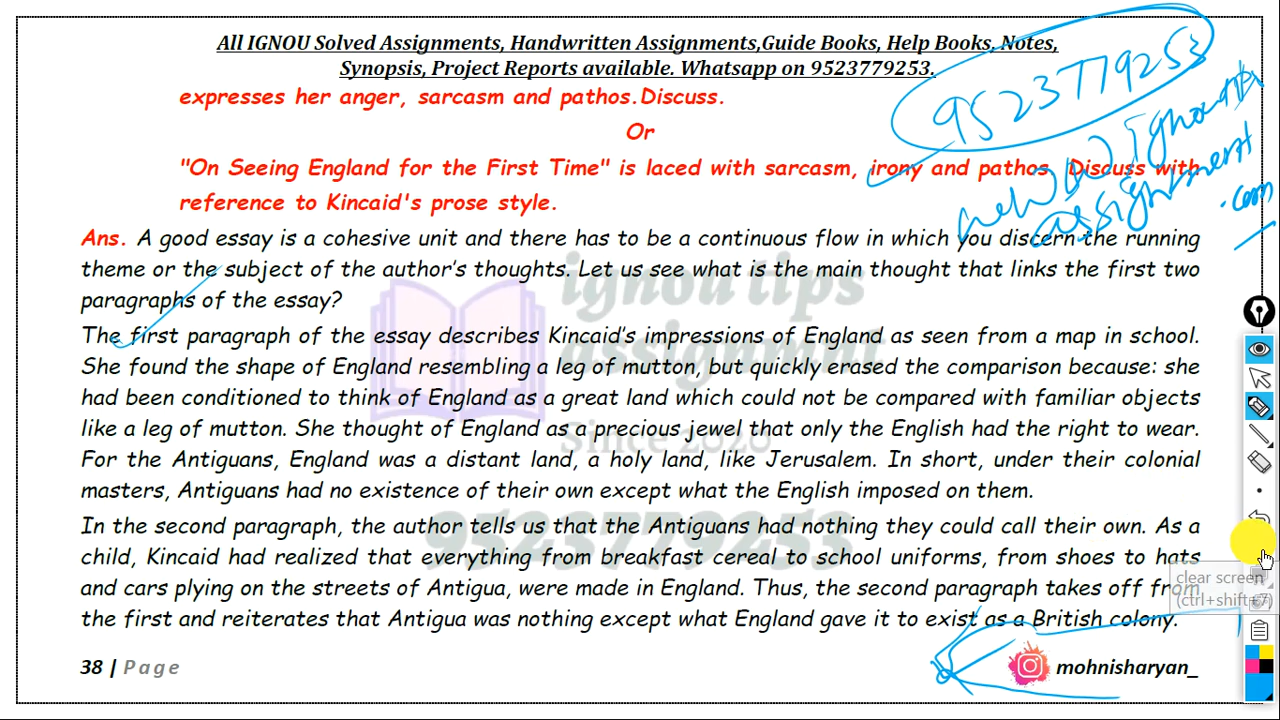 All IGNOU Solved Assignments, Handwritten Assignments,Guide Books, Help Books, Notes,
Synopsis, Project Reports available. Whatsapp on 9523779253.
9523779253
new(w) ignoutips
assignment
.com
expresses her anger, sarcasm and pathos.Discuss.
Or
"On Seeing England for the First Time" is laced with sarcasm, irony and pathos. Discuss with
reference to Kincaid's prose style.
Ans. A good essay is a cohesive unit and there has to be a continuous flow in which you discern the running
theme or the subject of the author's thoughts. Let us see what is the main thought that links the first two
paragraphs of the essay?
ignou tips
assignmnt
Since 2020
9523779253
The first paragraph of the essay describes Kincaid's impressions of England as seen from a map in school.
She found the shape of England resembling a leg of mutton, but quickly erased the comparison because: she
had been conditioned to think of England as a great land which could not be compared with familiar objects
like a leg of mutton. She thought of England as a precious jewel that only the English had the right to wear.
For the Antiguans, England was a distant land, a holy land, like Jerusalem. In short, under their colonial
masters, Antiguans had no existence of their own except what the English imposed on them.
In the second paragraph, the author tells us that the Antiguans had nothing they could call their own. As a
child, Kincaid had realized that everything from breakfast cereal to school uniforms, from shoes to hats
and cars plying on the streets of Antigua, were made in England. Thus, the second paragraph takes off from
the first and reiterates that Antigua was nothing except what England gave it to exist as a British colony.
clear screen
(ctrl+shift+7)
38 | Page
mohnisharyan_